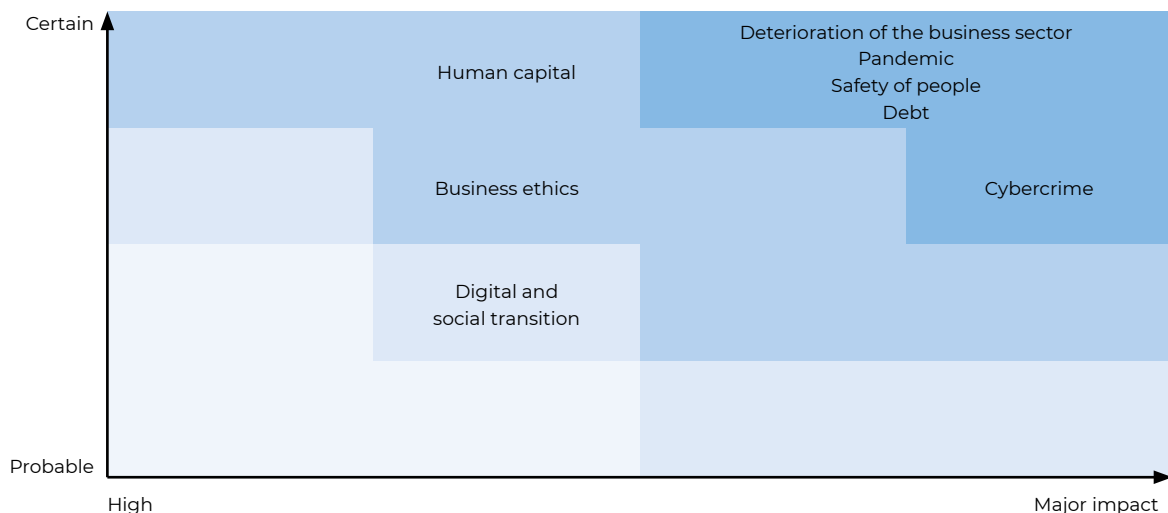 Certain
Deterioration of the business sector
Pandemic
Human capital
Safety of people
Debt
Business ethics
Cybercrime
Digital and
social transition
Probable
High
Major impact